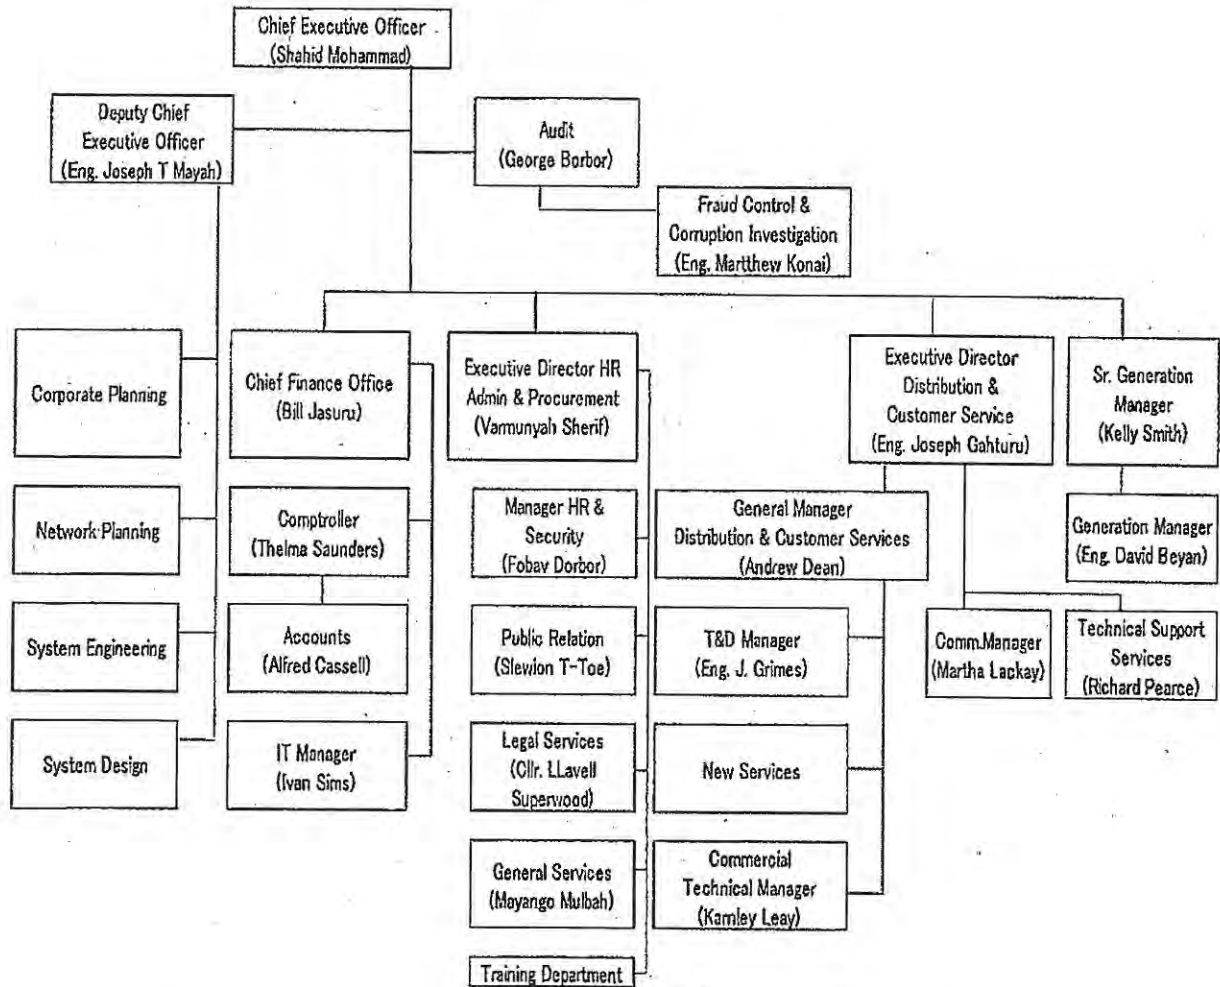 Chief Executive Officer
(Shahid Mohammad)
Deputy Chief
Executive Officer
(Eng. Joseph T Mayah)
Audit
(George Borbor)
Fraud Control &
Corruption Investigation
(Eng. Martthew Konai)
Corporate Planning
Chief Finance Office
(Bill Jasuru)
Executive Director HR
Admin & Procurement
(Varmunyah Sherif)
Executive Director
Distribution &
Customer Service
(Eng. Joseph Gahturu)
Sr. Generation
Manager
(Kelly Smith)
Network Planning
Comptroller
(Thelma Saunders)
Manager HR &
Security
(Fobav Dorbor)
General Manager
Distribution & Customer Services
(Andrew Dean)
Generation Manager
(Eng. David Beyan)
System Engineering
Accounts
(Alfred Cassell)
Public Relation
(Slewion T-Toe)
T&D Manager
(Eng. J. Grimes)
Comm.Manager
(Martha Lackay)
Technical Support
Services
(Richard Pearce)
System Design
IT Manager
(Ivan Sims)
Legal Services
(Cllr. LLavell
Superwood)
New Services
General Services
(Mayango Mulbah)
Commercial
Technical Manager
(Kamley Leay)
Training Department